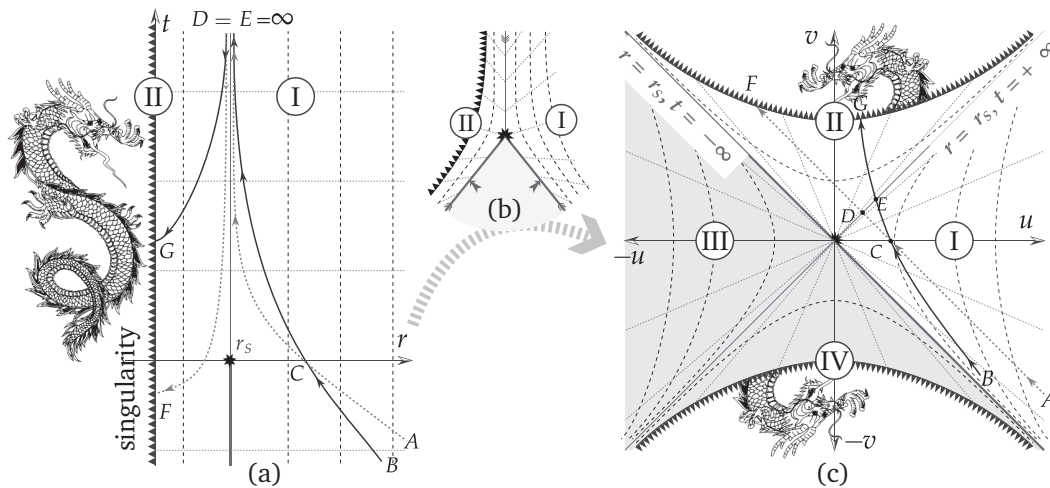 t
D = E = ∞
II
I
G
r_S
r
C
F
A
B
singularity
(a)
II
I
(b)
v
r = r_S, t = −∞
r = r_S, t = + ∞
F
G
II
E
D
C
III
I
−u
u
IV
B
A
−v
(c)